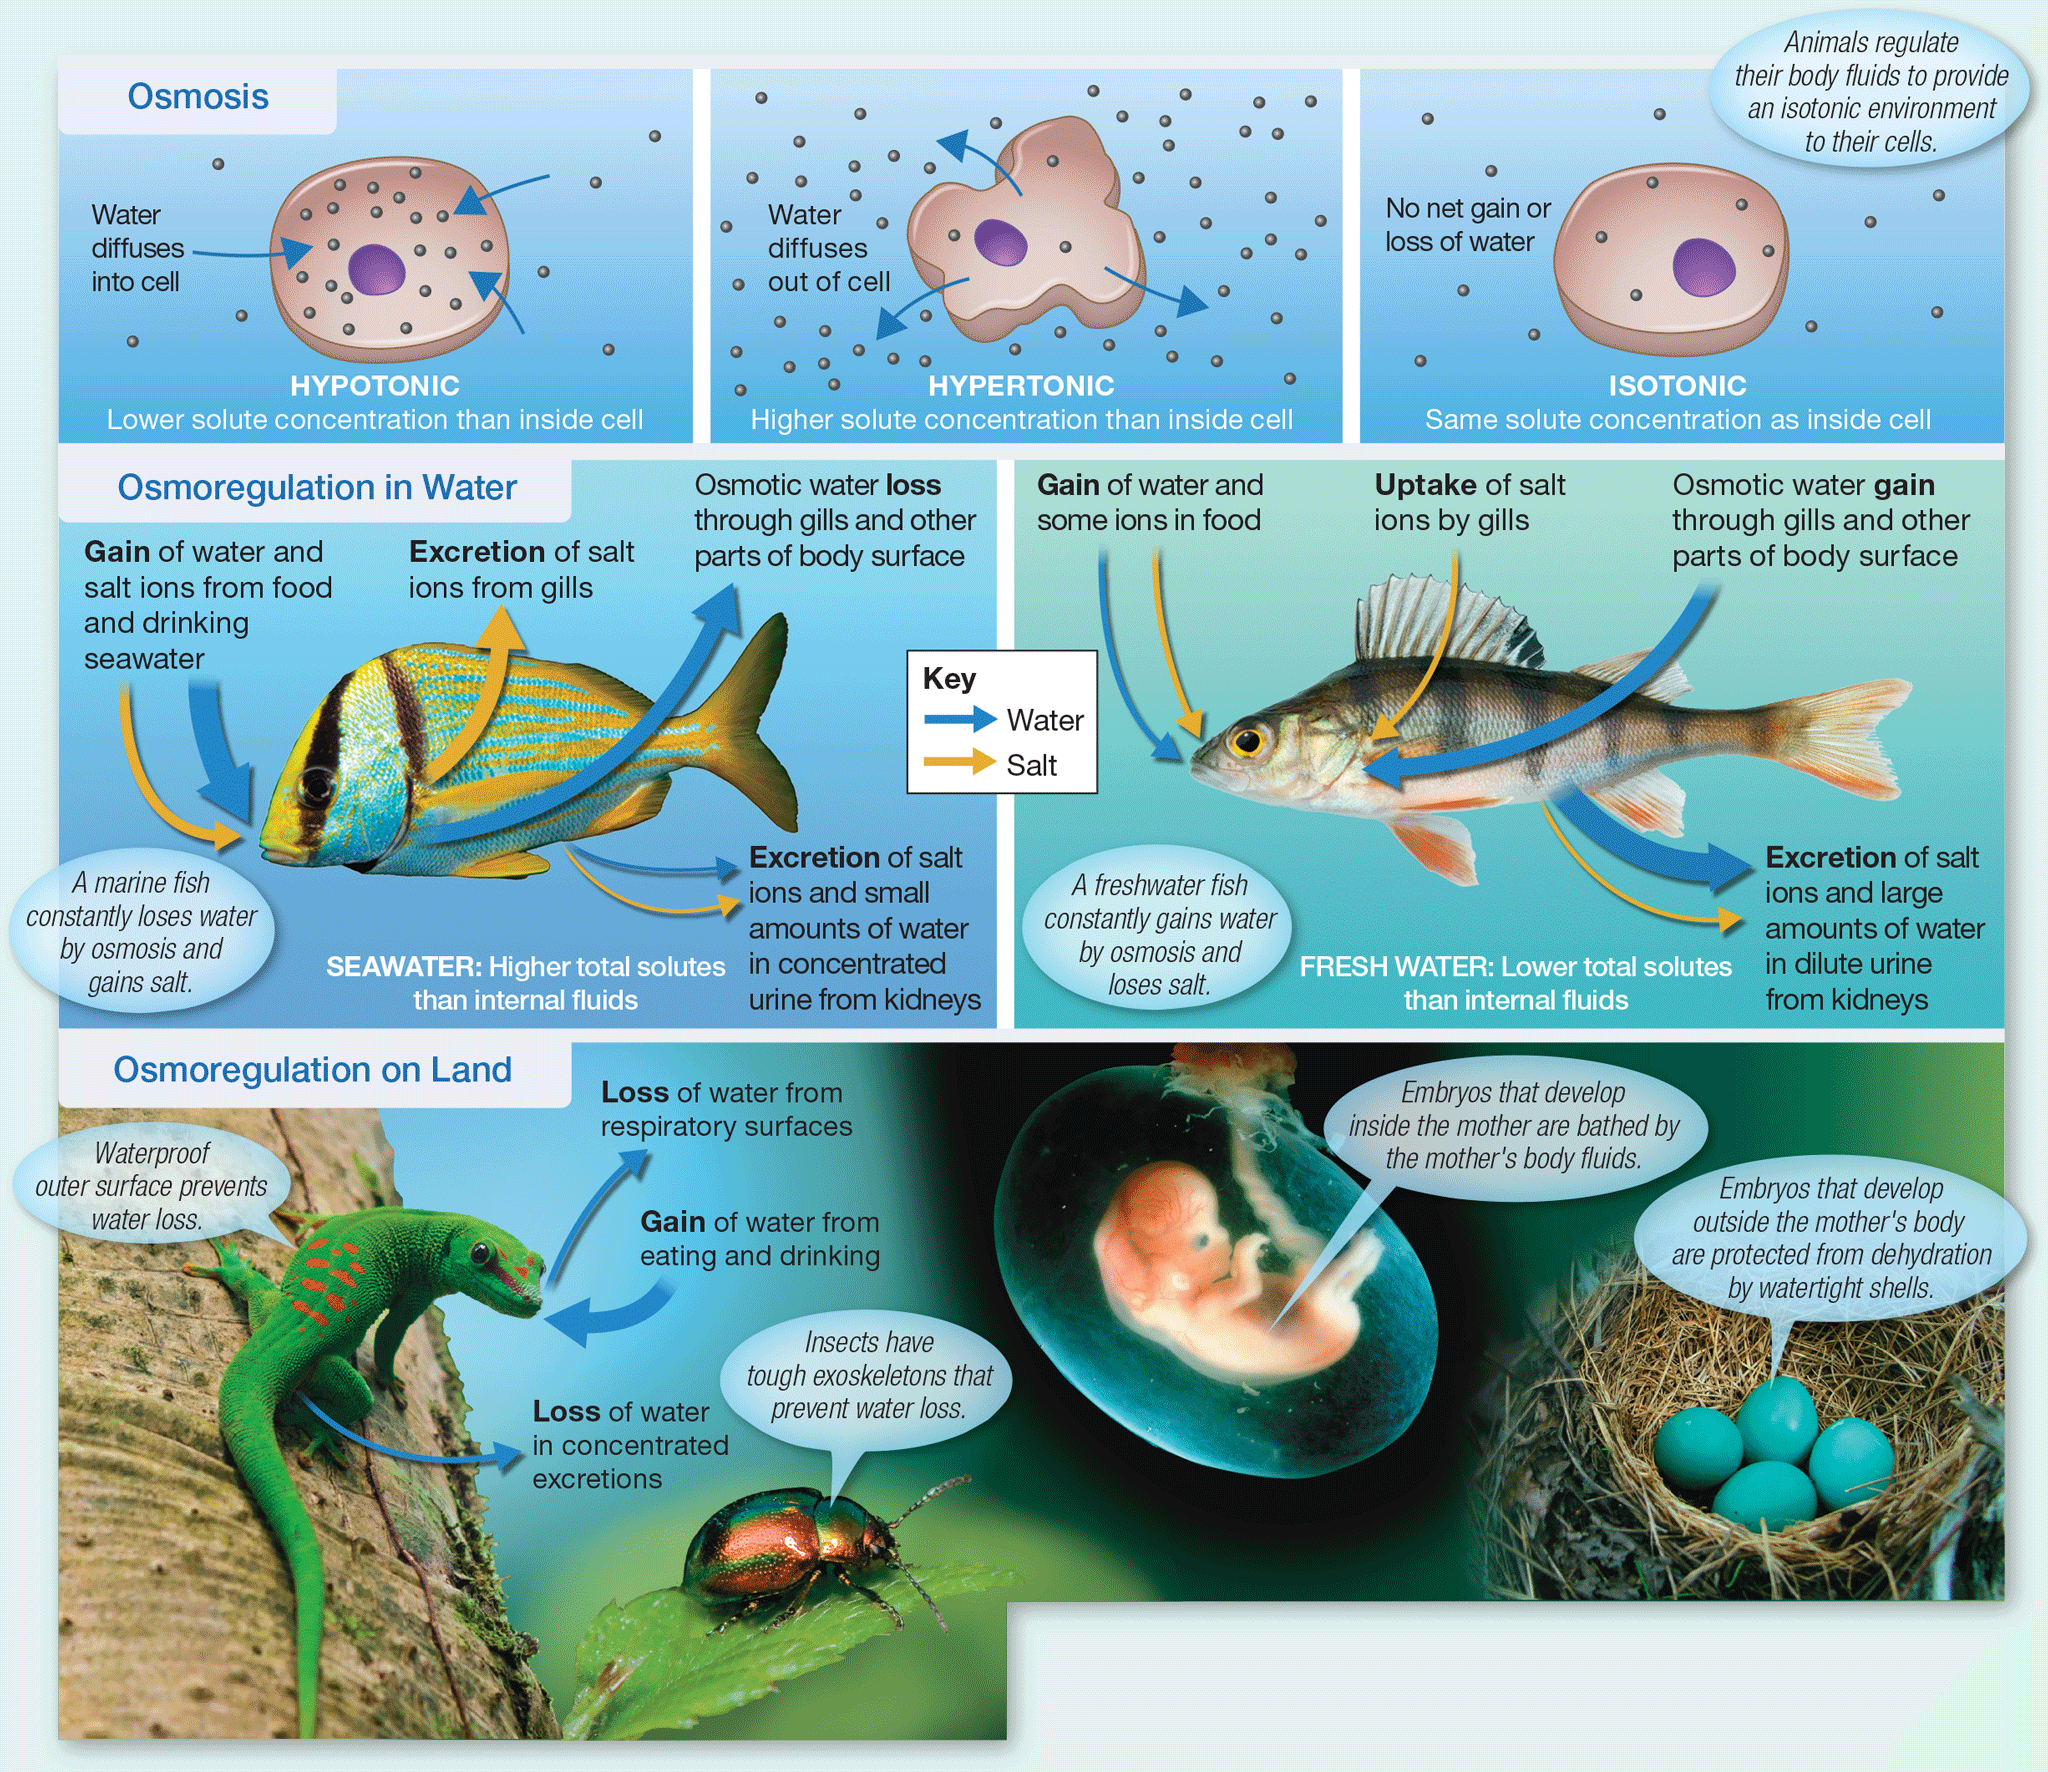 Osmosis
Animals regulate
their body fluids to provide
an isotonic environment
to their cells.
Water
diffuses
into cell
HYPOTONIC
Lower solute concentration than inside cell
Water
diffuses
out of cell
HYPERTONIC
Higher solute concentration than inside cell
No net gain or
loss of water
ISOTONIC
Same solute concentration as inside cell
Osmoregulation in Water
Gain of water and
salt ions from food
and drinking
seawater
Excretion of salt
ions from gills
Osmotic water loss
through gills and other
parts of body surface
A marine fish
constantly loses water
by osmosis and
gains salt.
SEAWATER: Higher total solutes
than internal fluids
Excretion of salt
ions and small
amounts of water
in concentrated
urine from kidneys
Key
Water
Salt
Gain of water and
some ions in food
Uptake of salt
ions by gills
Osmotic water gain
through gills and other
parts of body surface
A freshwater fish
constantly gains water
by osmosis and
loses salt.
FRESH WATER: Lower total solutes
than internal fluids
Excretion of salt
ions and large
amounts of water
in dilute urine
from kidneys
Osmoregulation on Land
Waterproof
outer surface prevents
water loss.
Loss of water from
respiratory surfaces
Gain of water from
eating and drinking
Loss of water
in concentrated
excretions
Insects have
tough exoskeletons that
prevent water loss.
Embryos that develop
inside the mother are bathed by
the mother's body fluids.
Embryos that develop
outside the mother's body
are protected from dehydration
by watertight shells.